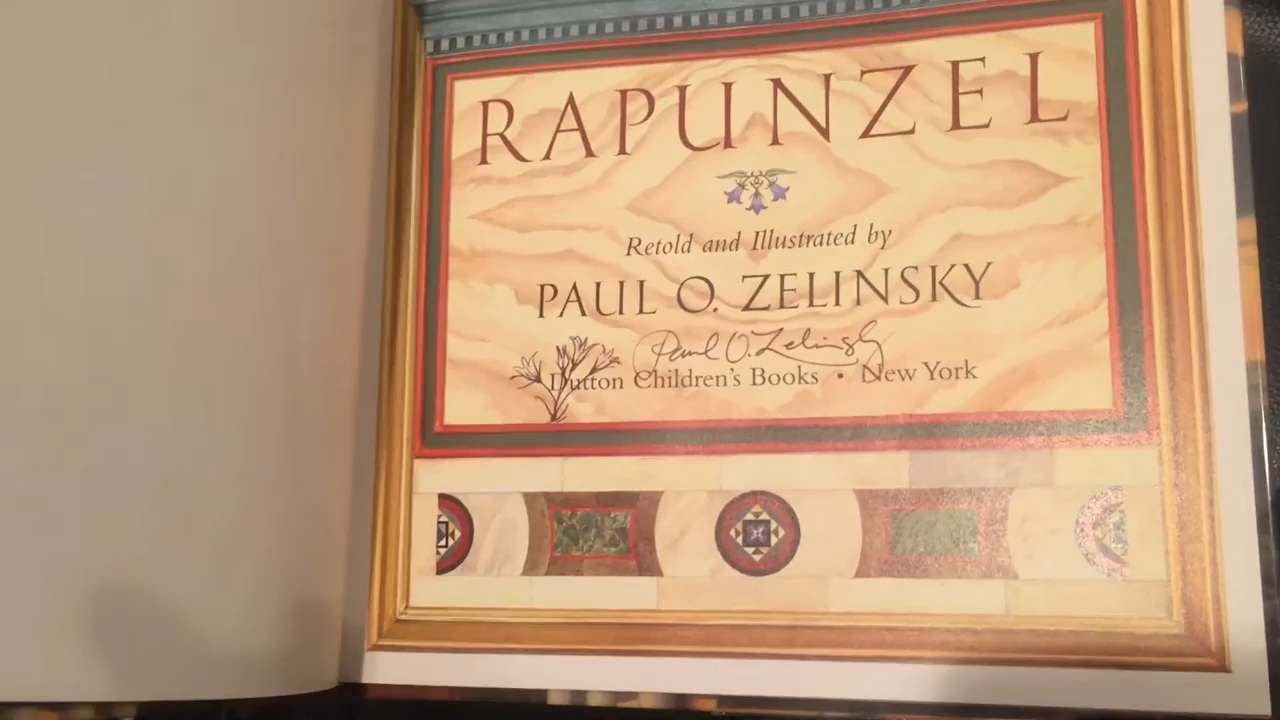 RAPUNZEL
Retold and Illustrated by
PAUL O. ZELINSKY
Paul O. Zelinsky
Dutton Children's Books • New York